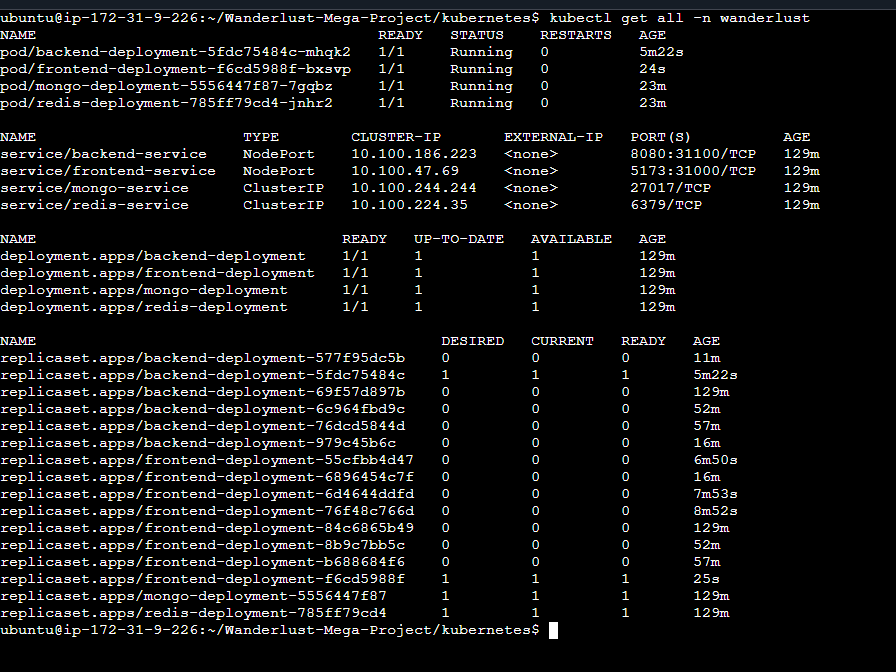 ubuntu@ip-172-31-9-226:~/Wanderlust-Mega-Project/kubernetes$ kubectl get all -n wanderlust
NAME READY STATUS RESTARTS AGE
pod/backend-deployment-5fdc75484c-mhqk2 1/1 Running 0 5m22s
pod/frontend-deployment-f6cd5988f-bxsvp 1/1 Running 0 24s
pod/mongo-deployment-5556447f87-7gqbz 1/1 Running 0 23m
pod/redis-deployment-785ff79cd4-jnhr2 1/1 Running 0 23m
NAME TYPE CLUSTER-IP EXTERNAL-IP PORT(S) AGE
service/backend-service NodePort 10.100.186.223 <none> 8080:31100/TCP 129m
service/frontend-service NodePort 10.100.47.69 <none> 5173:31000/TCP 129m
service/mongo-service ClusterIP 10.100.244.244 <none> 27017/TCP 129m
service/redis-service ClusterIP 10.100.224.35 <none> 6379/TCP 129m
NAME READY UP-TO-DATE AVAILABLE AGE
deployment.apps/backend-deployment 1/1 1 1 129m
deployment.apps/frontend-deployment 1/1 1 1 129m
deployment.apps/mongo-deployment 1/1 1 1 129m
deployment.apps/redis-deployment 1/1 1 1 129m
NAME DESIRED CURRENT READY AGE
replicaset.apps/backend-deployment-577f95dc5b 0 0 0 11m
replicaset.apps/backend-deployment-5fdc75484c 1 1 1 5m22s
replicaset.apps/backend-deployment-69f57d897b 0 0 0 129m
replicaset.apps/backend-deployment-6c964fbd9c 0 0 0 52m
replicaset.apps/backend-deployment-76dcd5844d 0 0 0 57m
replicaset.apps/backend-deployment-979c45b6c 0 0 0 16m
replicaset.apps/frontend-deployment-55cfbb4d47 0 0 0 6m50s
replicaset.apps/frontend-deployment-6896454c7f 0 0 0 16m
replicaset.apps/frontend-deployment-6d4644ddfd 0 0 0 7m53s
replicaset.apps/frontend-deployment-76f48c766d 0 0 0 8m52s
replicaset.apps/frontend-deployment-84c6865b49 0 0 0 129m
replicaset.apps/frontend-deployment-8b9c7bb5c 0 0 0 52m
replicaset.apps/frontend-deployment-b688684f6 0 0 0 57m
replicaset.apps/frontend-deployment-f6cd5988f 1 1 1 25s
replicaset.apps/mongo-deployment-5556447f87 1 1 1 129m
replicaset.apps/redis-deployment-785ff79cd4 1 1 1 129m
ubuntu@ip-172-31-9-226:~/Wanderlust-Mega-Project/kubernetes$